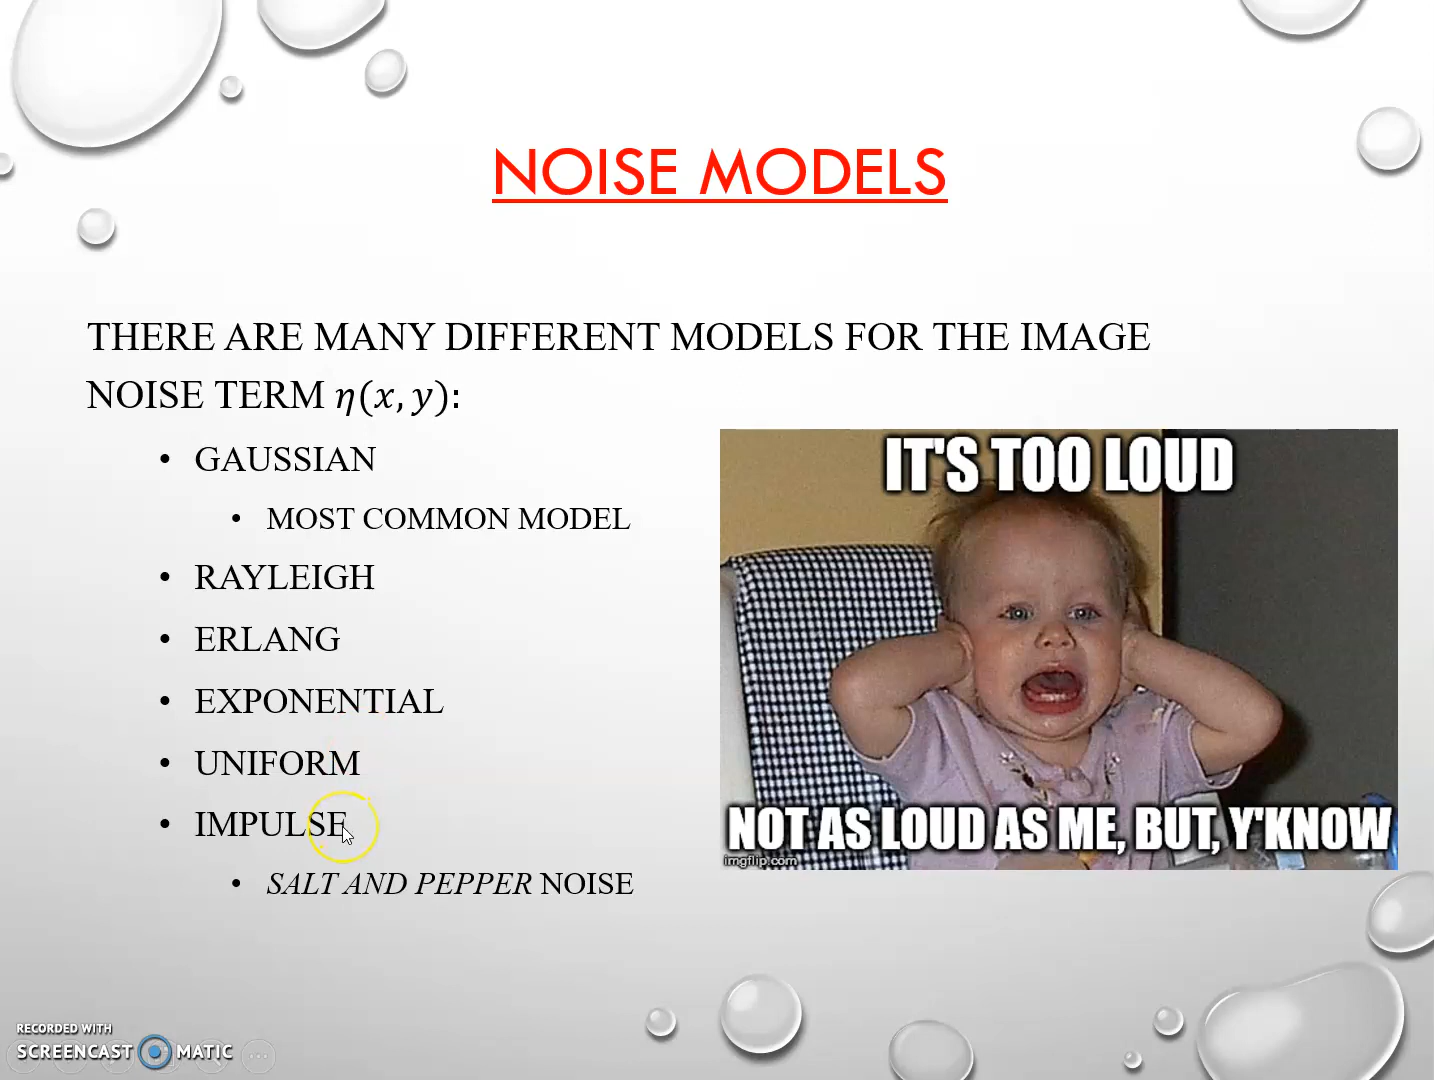 NOISE MODELS
THERE ARE MANY DIFFERENT MODELS FOR THE IMAGE
NOISE TERM η(x, y):
• GAUSSIAN
• MOST COMMON MODEL
• RAYLEIGH
• ERLANG
• EXPONENTIAL
• UNIFORM
• IMPULSE
• SALT AND PEPPER NOISE
IT'S TOO LOUD
NOT AS LOUD AS ME, BUT, Y'KNOW
imgflip.com
RECORDED WITH
SCREENCAST MATIC